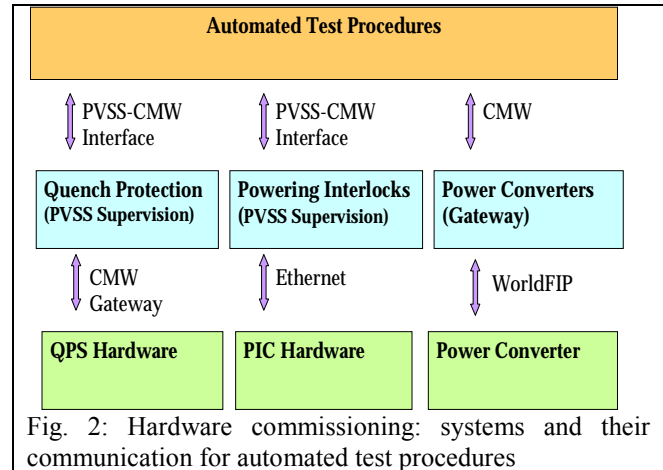 Automated Test Procedures
PVSS-CMW
Interface
PVSS-CMW
Interface
CMW
Quench Protection
(PVSS Supervision)
Powering Interlocks
(PVSS Supervision)
Power Converters
(Gateway)
CMW
Gateway
Ethernet
WorldFIP
QPS Hardware
PIC Hardware
Power Converter
Fig. 2: Hardware commissioning: systems and their
communication for automated test procedures